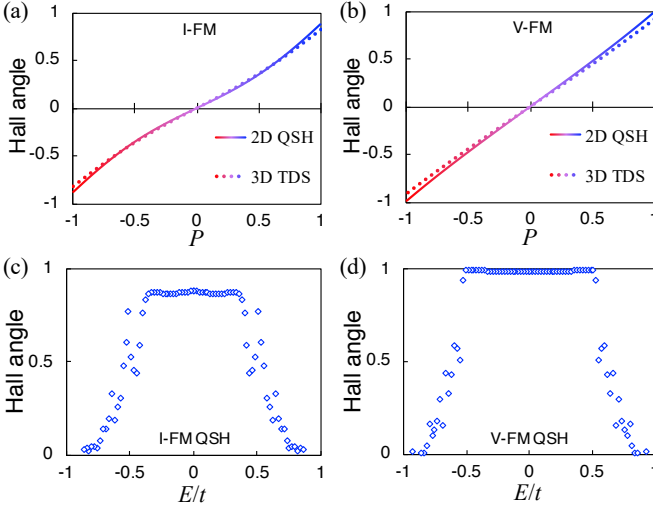 (a)
I-FM
Hall angle
1
0.5
0
-0.5
-1
-1
-0.5
0
0.5
1
P
2D QSH
3D TDS
(b)
V-FM
Hall angle
1
0.5
0
-0.5
-1
-1
-0.5
0
0.5
1
P
2D QSH
3D TDS
(c)
Hall angle
1
0.5
0
I-FM QSH
-1
-0.5
0
0.5
1
E/t
(d)
Hall angle
1
0.5
0
V-FM QSH
-1
-0.5
0
0.5
1
E/t